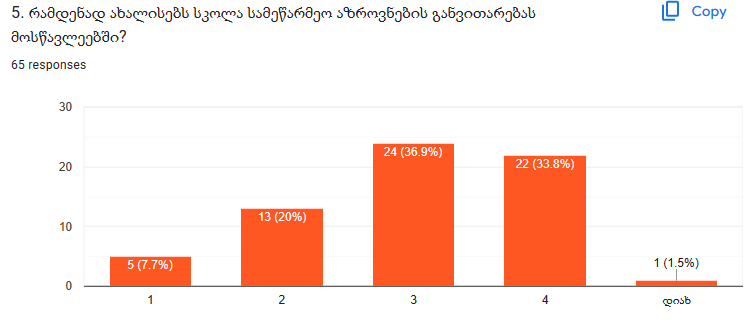 5. რამდენად ახალისებს სკოლა სამეწარმეო აზროვნების განვითარებას
მოსწავლეებში?
Copy
65 responses
30
20
10
0
5 (7.7%)
13 (20%)
24 (36.9%)
22 (33.8%)
1 (1.5%)
1
2
3
4
დიახ